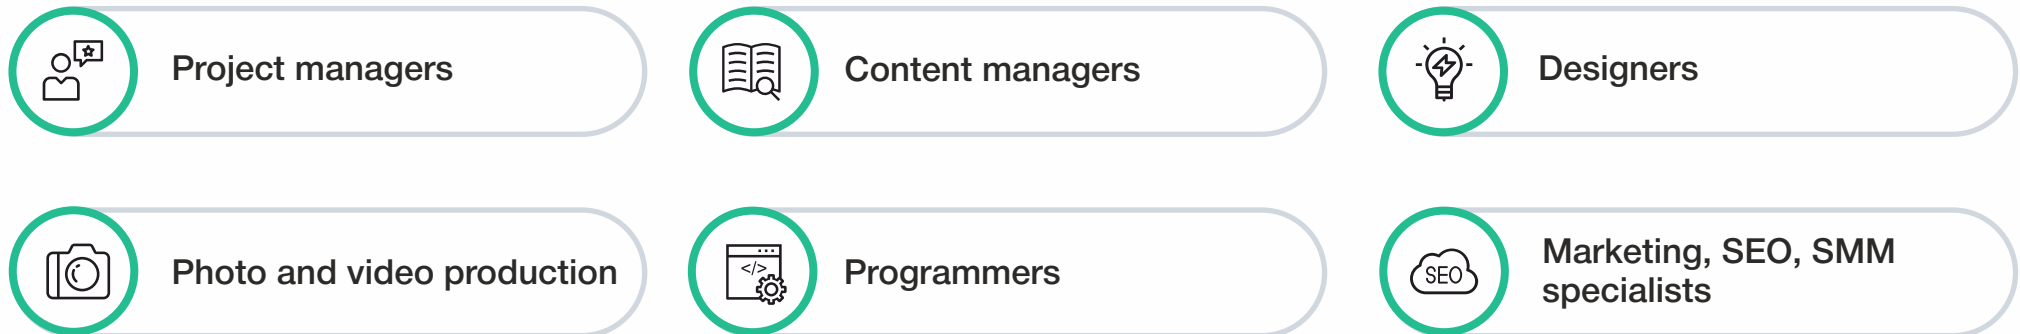 Project managers
Content managers
Designers
Photo and video production
</>
Programmers
SEO
Marketing, SEO, SMM
specialists